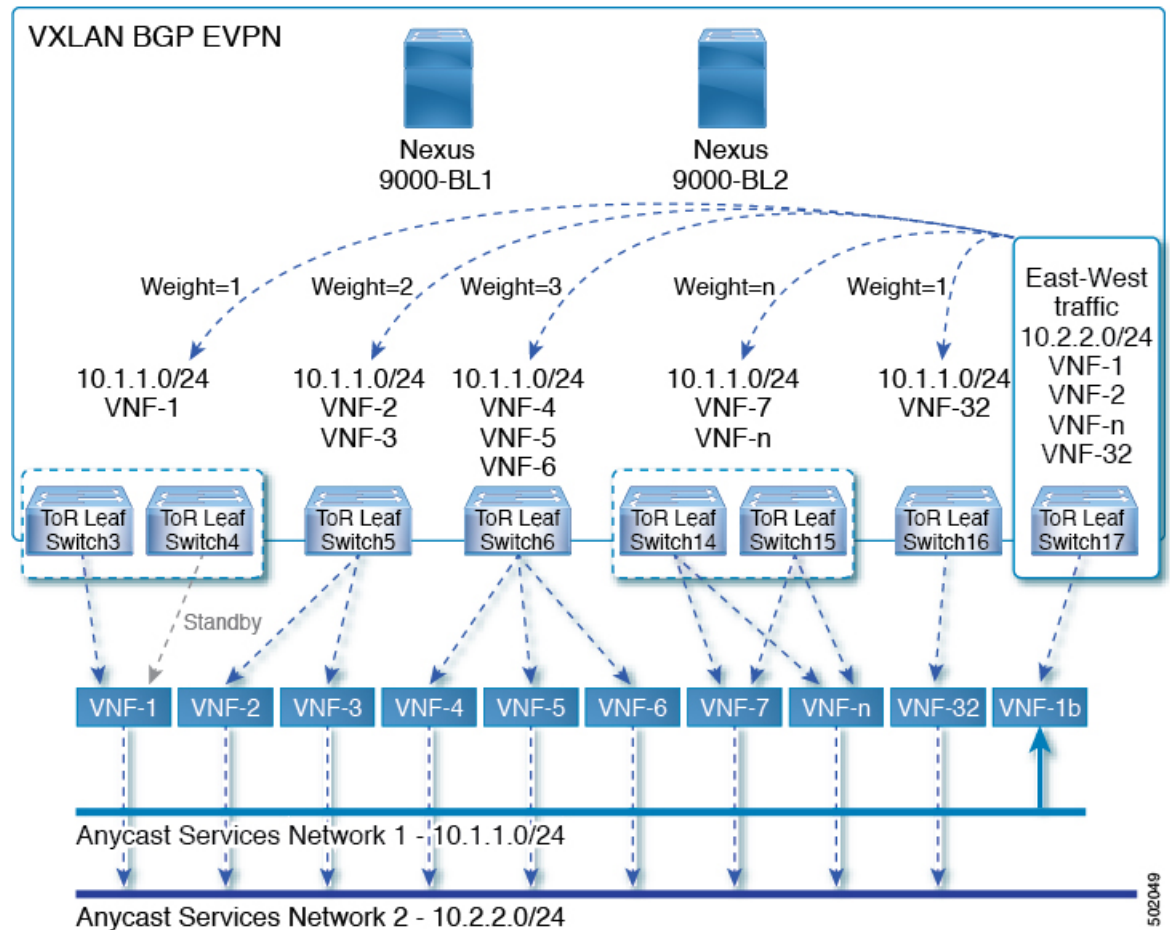 VXLAN BGP EVPN
Nexus
9000-BL1
Nexus
9000-BL2
Weight=1
Weight=2
Weight=3
Weight=n
Weight=1
East-West
traffic
10.2.2.0/24
VNF-1
VNF-2
VNF-n
VNF-32
10.1.1.0/24
VNF-1
10.1.1.0/24
VNF-2
VNF-3
10.1.1.0/24
VNF-4
VNF-5
VNF-6
10.1.1.0/24
VNF-7
VNF-n
10.1.1.0/24
VNF-32
ToR Leaf
Switch3
ToR Leaf
Switch4
ToR Leaf
Switch5
ToR Leaf
Switch6
ToR Leaf
Switch14
ToR Leaf
Switch15
ToR Leaf
Switch16
ToR Leaf
Switch17
Standby
VNF-1
VNF-2
VNF-3
VNF-4
VNF-5
VNF-6
VNF-7
VNF-n
VNF-32
VNF-1b
Anycast Services Network 1 - 10.1.1.0/24
Anycast Services Network 2 - 10.2.2.0/24
502049